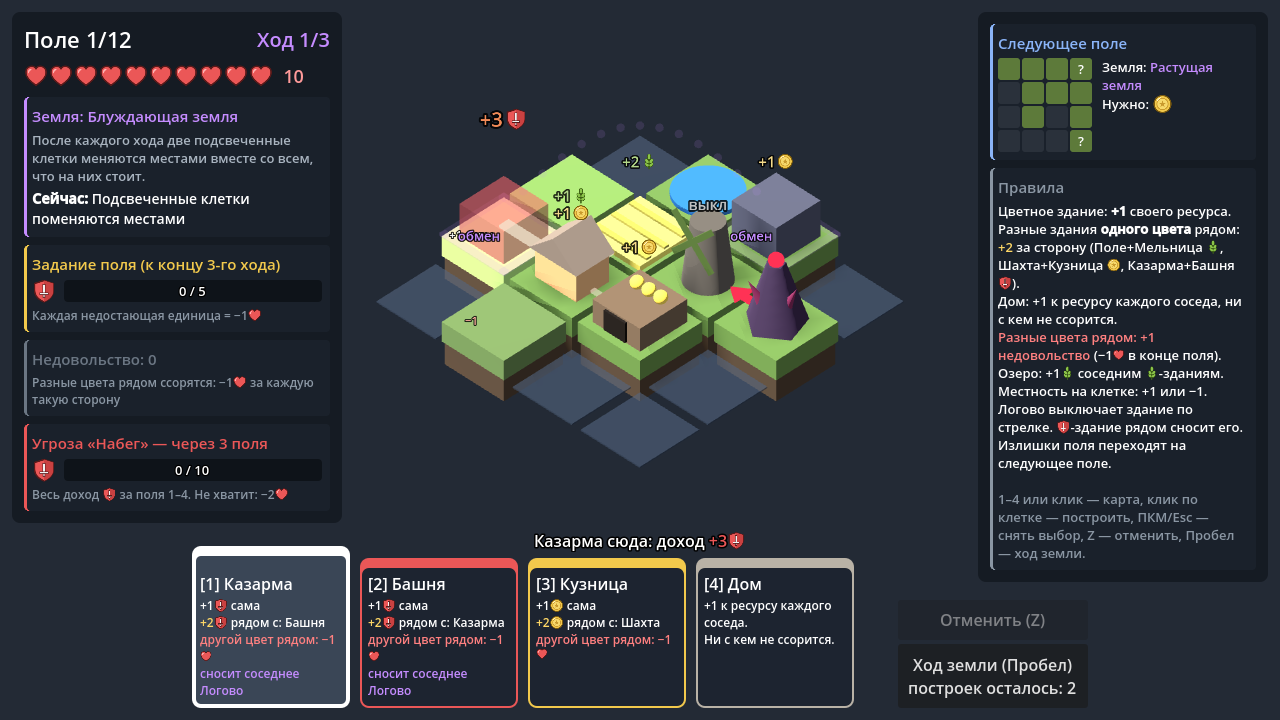 Поле 1/12
Ход 1/3
10
Земля: Блуждающая земля
После каждого хода две подсвеченные
клетки меняются местами вместе со всем,
что на них стоит.
Сейчас: Подсвеченные клетки
поменяются местами
Задание поля (к концу 3-го хода)
0 / 5
Каждая недостающая единица = −1
Недовольство: 0
Разные цвета рядом ссорятся: −1 за каждую
такую сторону
Угроза «Набег» — через 3 поля
0 / 10
Весь доход за поля 1–4. Не хватит: −2
+3
+2
+1
+1
+1
выкл
обмен
+1
обмен
−1
Следующее поле
?
?
Земля: Растущая
земля
Нужно:
Правила
Цветное здание: +1 своего ресурса.
Разные здания одного цвета рядом:
+2 за сторону (Поле+Мельница ,
Шахта+Кузница , Казарма+Башня
).
Дом: +1 к ресурсу каждого соседа, ни
с кем не ссорится.
Разные цвета рядом: +1
недовольство (−1 в конце поля).
Озеро: +1 соседним -зданиям.
Местность на клетке: +1 или −1.
Логово выключает здание по
стрелке. -здание рядом сносит его.
Излишки поля переходят на
следующее поле.
1–4 или клик — карта, клик по
клетке — построить, ПКМ/Esc —
снять выбор, Z — отменить, Пробел
— ход земли.
Казарма сюда: доход +3
[1] Казарма
+1 сама
+2 рядом с: Башня
другой цвет рядом: −1
сносит соседнее
Логово
[2] Башня
+1 сама
+2 рядом с: Казарма
другой цвет рядом: −1
сносит соседнее
Логово
[3] Кузница
+1 сама
+2 рядом с: Шахта
другой цвет рядом: −1
[4] Дом
+1 к ресурсу каждого
соседа.
Ни с кем не ссорится.
Отменить (Z)
Ход земли (Пробел)
построек осталось: 2